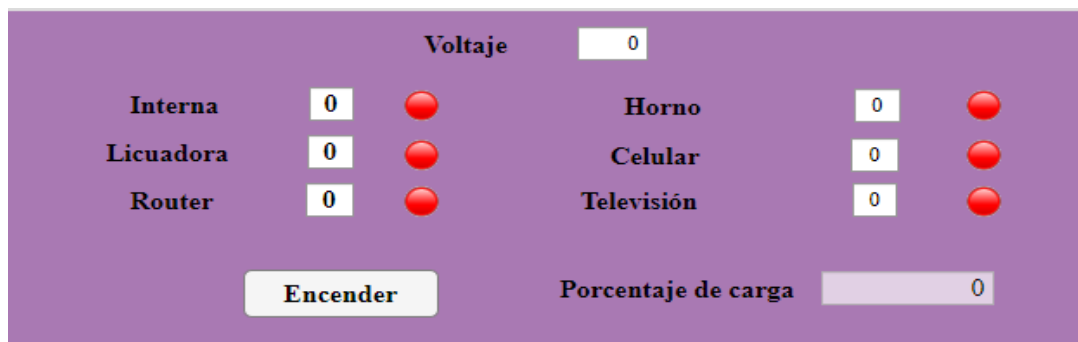 Voltaje 0
Interna 0 Horno 0
Licuadora 0 Celular 0
Router 0 Televisión 0
Encender Porcentaje de carga 0